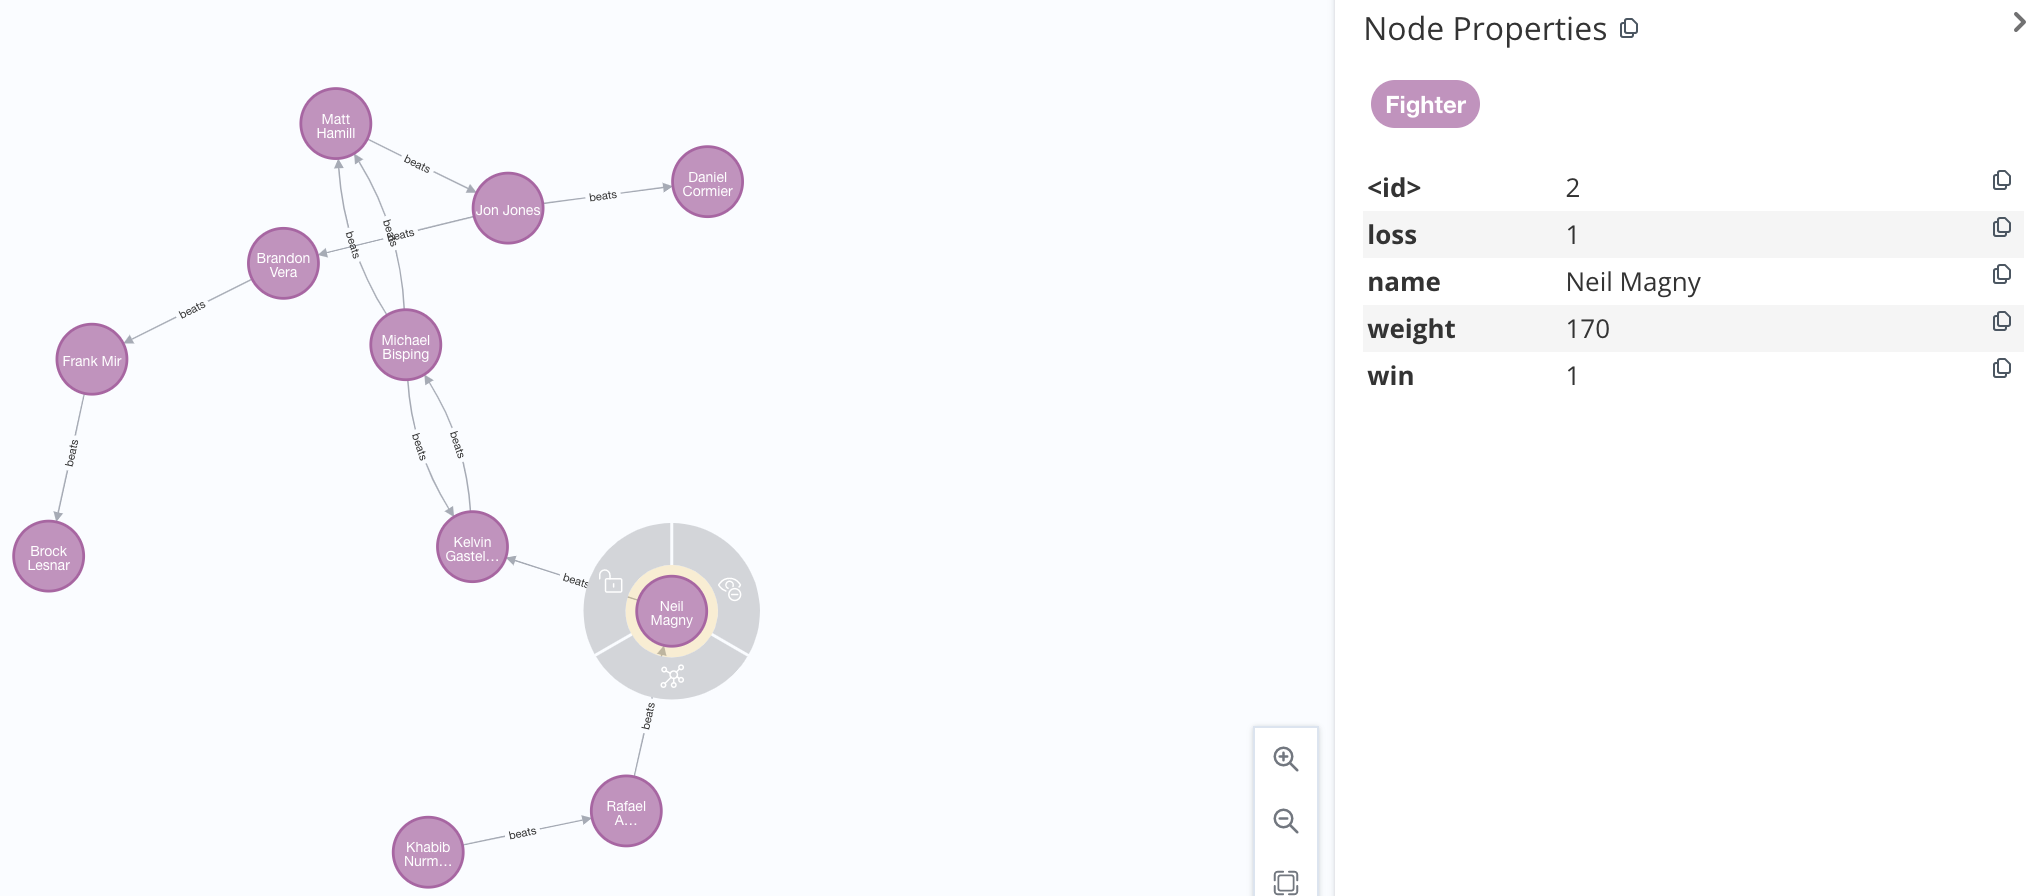 Matt
Hamill
beats
Jon Jones
beats
Daniel
Cormier
beats
beats
beats
Brandon
Vera
beats
Frank Mir
Michael
Bisping
beats
beats
beats
Brock
Lesnar
Kelvin
Gastel...
beats
Neil
Magny
beats
Rafael
A...
beats
Khabib
Nurm...
Node Properties
Fighter
<id> 2
loss 1
name Neil Magny
weight 170
win 1